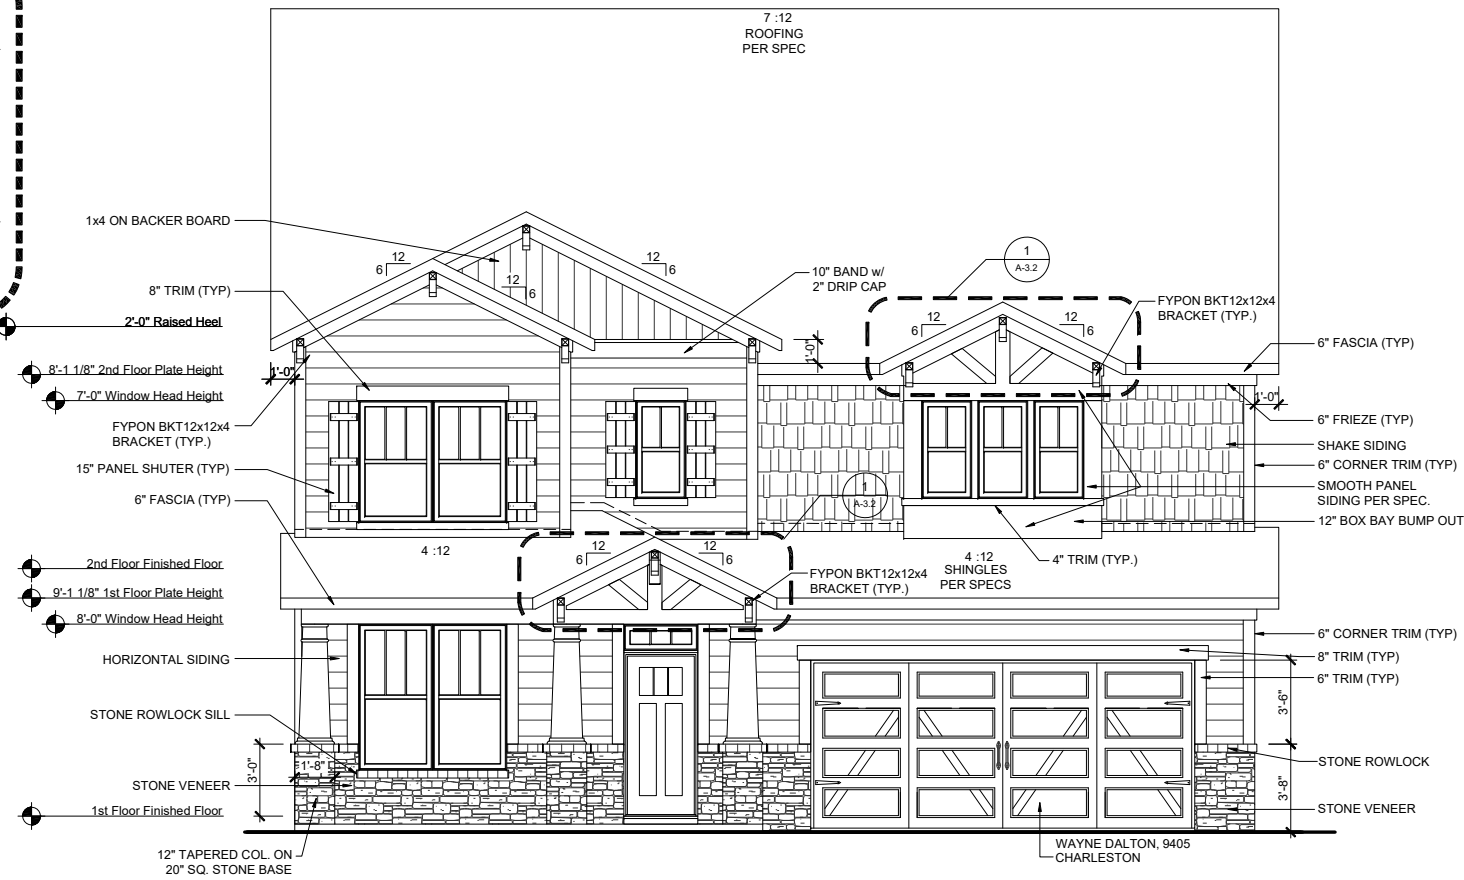 7 :12
ROOFING
PER SPEC
1x4 ON BACKER BOARD
12
6
12
6
12
6
8" TRIM (TYP)
10" BAND w/
2" DRIP CAP
1
A-3.2
12
6
12
6
FYPON BKT12x12x4
BRACKET (TYP.)
2'-0" Raised Heel
6" FASCIA (TYP)
1'-0"
8'-1 1/8" 2nd Floor Plate Height
1'-0"
7'-0" Window Head Height
1'-0"
FYPON BKT12x12x4
BRACKET (TYP.)
6" FRIEZE (TYP)
SHAKE SIDING
15" PANEL SHUTER (TYP)
6" CORNER TRIM (TYP)
6" FASCIA (TYP)
SMOOTH PANEL
SIDING PER SPEC.
1
A-3.2
12" BOX BAY BUMP OUT
4 :12
12
6
12
6
4 :12
SHINGLES
PER SPECS
4" TRIM (TYP.)
2nd Floor Finished Floor
FYPON BKT12x12x4
BRACKET (TYP.)
9'-1 1/8" 1st Floor Plate Height
8'-0" Window Head Height
6" CORNER TRIM (TYP)
HORIZONTAL SIDING
8" TRIM (TYP)
6" TRIM (TYP)
3'-6"
STONE ROWLOCK SILL
3'-0"
1'-8"
STONE ROWLOCK
STONE VENEER
3'-8"
STONE VENEER
1st Floor Finished Floor
12" TAPERED COL. ON
20" SQ. STONE BASE
WAYNE DALTON, 9405
CHARLESTON